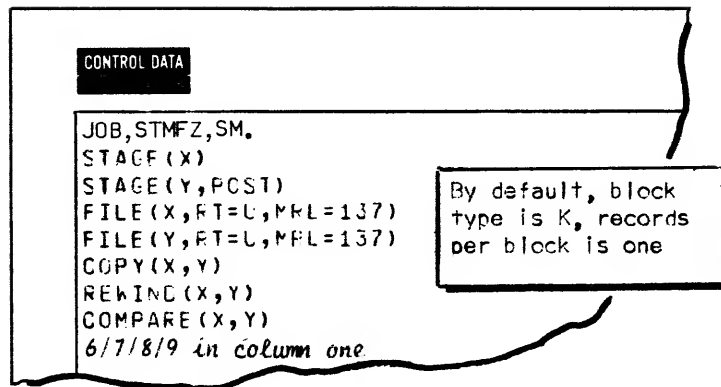 CONTROL DATA
JOB,STMFZ,SM.
STAGE(X)
STAGE(Y,POST)
FILE(X,RT=U,MRL=137)
FILE(Y,RT=U,MRL=137)
COPY(X,Y)
REWIND(X,Y)
COMPARE(X,Y)
6/7/8/9 in column one
By default, block
type is K, records
per block is one